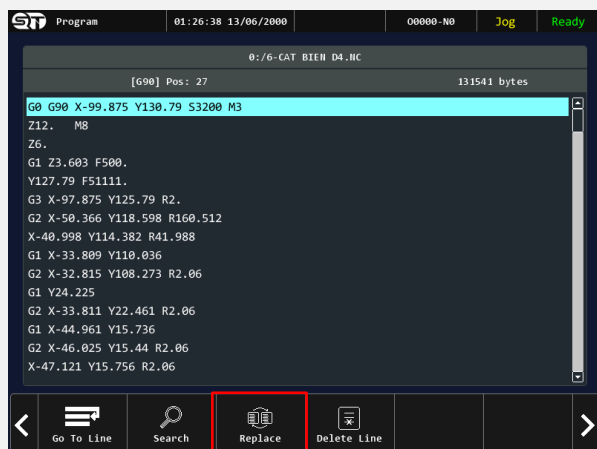 ST Program 01:26:38 13/06/2000 O0000-N0 Jog Ready
0:/6-CAT BIEN D4.NC
[G90] Pos: 27 131541 bytes
G0 G90 X-99.875 Y130.79 S3200 M3
Z12. M8
Z6.
G1 Z3.603 F500.
Y127.79 F51111.
G3 X-97.875 Y125.79 R2.
G2 X-50.366 Y118.598 R160.512
X-40.998 Y114.382 R41.988
G1 X-33.809 Y110.036
G2 X-32.815 Y108.273 R2.06
G1 Y24.225
G2 X-33.811 Y22.461 R2.06
G1 X-44.961 Y15.736
G2 X-46.025 Y15.44 R2.06
X-47.121 Y15.756 R2.06
Go To Line Search Replace Delete Line